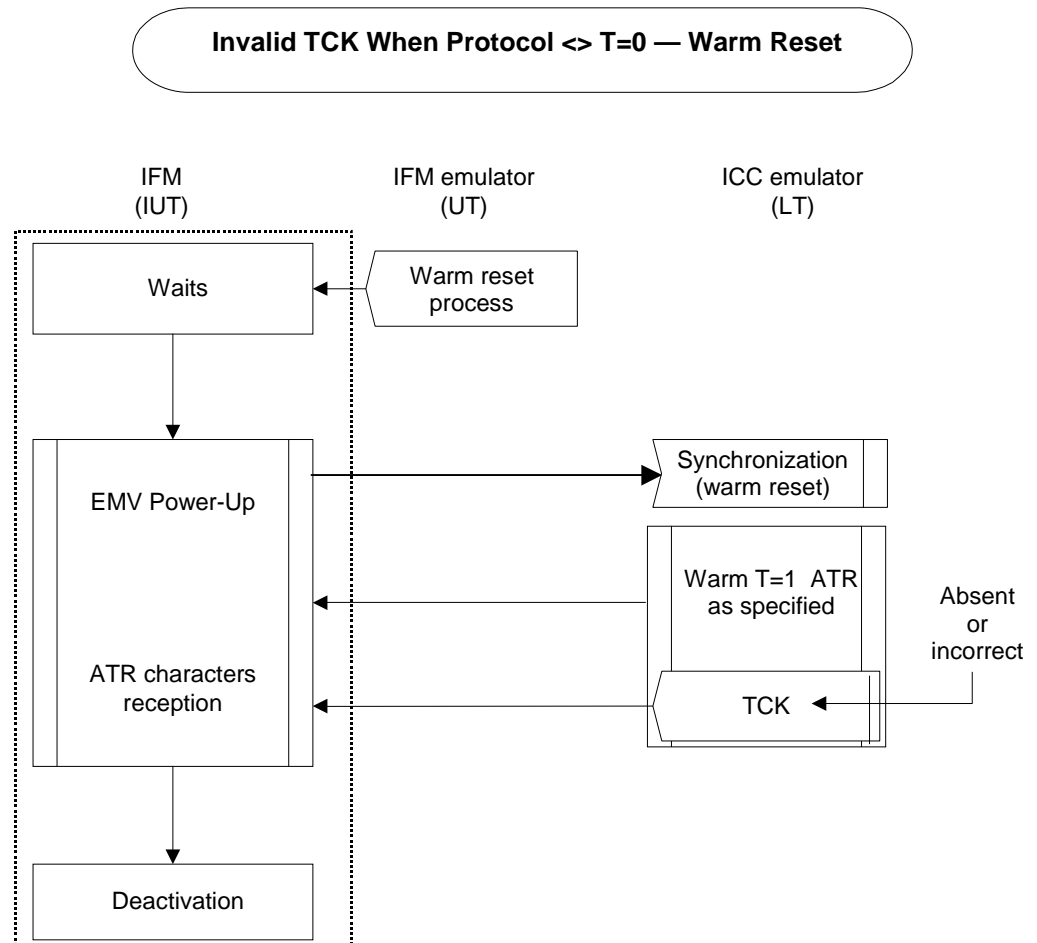 Invalid TCK When Protocol <> T=0 — Warm Reset
IFM
(IUT)
IFM emulator
(UT)
ICC emulator
(LT)
Waits
Warm reset
process
EMV Power-Up
Synchronization
(warm reset)
Warm T=1 ATR
as specified
Absent
or
incorrect
ATR characters
reception
TCK
Deactivation